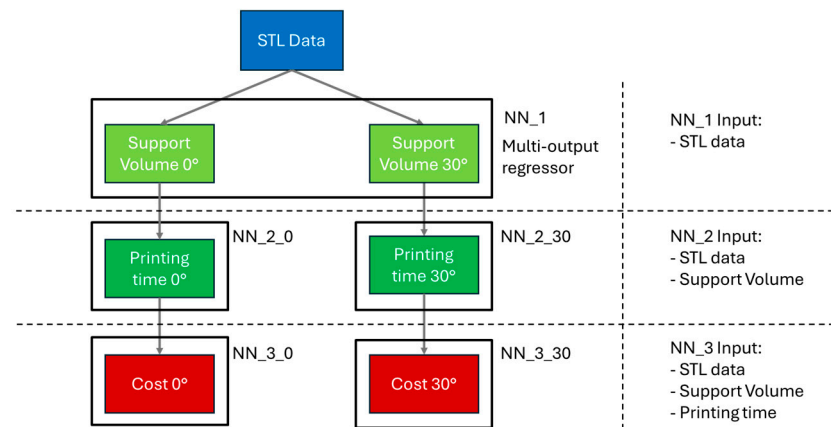 STL Data
Support
Volume 0°
Support
Volume 30°
NN_1
Multi-output
regressor
NN_1 Input:
- STL data
Printing
time 0°
NN_2_0
Printing
time 30°
NN_2_30
NN_2 Input:
- STL data
- Support Volume
Cost 0°
NN_3_0
Cost 30°
NN_3_30
NN_3 Input:
- STL data
- Support Volume
- Printing time